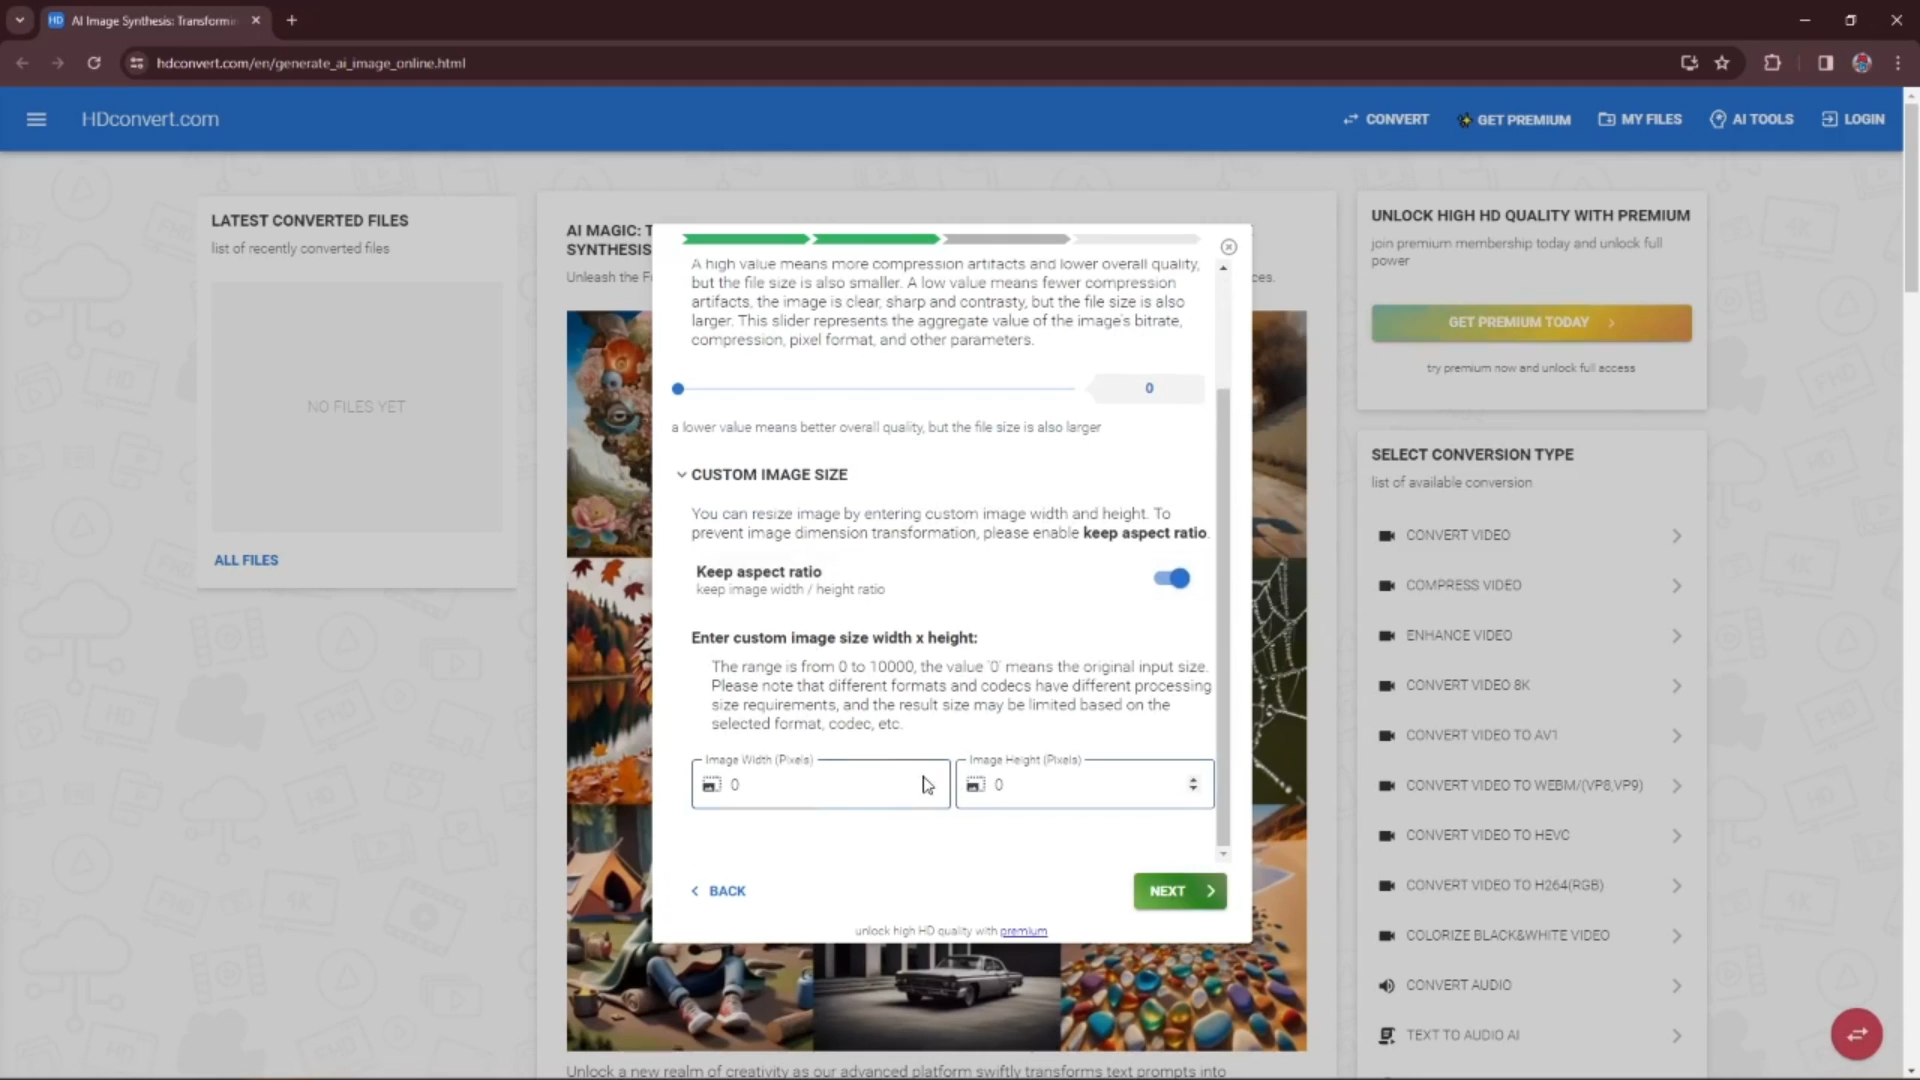 HD AI Image Synthesis: Transformin
hdconvert.com/en/generate_ai_image_online.html
HDconvert.com
CONVERT
GET PREMIUM
MY FILES
AI TOOLS
LOGIN
LATEST CONVERTED FILES
list of recently converted files
NO FILES YET
ALL FILES
AI MAGIC: T
SYNTHESIS
Unleash the F
ces.
A high value means more compression artifacts and lower overall quality,
but the file size is also smaller. A low value means fewer compression
artifacts, the image is clear, sharp and contrasty, but the file size is also
larger. This slider represents the aggregate value of the image's bitrate,
compression, pixel format, and other parameters.
0
a lower value means better overall quality, but the file size is also larger
CUSTOM IMAGE SIZE
You can resize image by entering custom image width and height. To
prevent image dimension transformation, please enable keep aspect ratio.
Keep aspect ratio
keep image width / height ratio
Enter custom image size width x height:
The range is from 0 to 10000, the value '0' means the original input size.
Please note that different formats and codecs have different processing
size requirements, and the result size may be limited based on the
selected format, codec, etc.
Image Width (Pixels)
0
Image Height (Pixels)
0
BACK
NEXT
unlock high HD quality with premium
Unlock a new realm of creativity as our advanced platform swiftly transforms text prompts into
UNLOCK HIGH HD QUALITY WITH PREMIUM
join premium membership today and unlock full
power
GET PREMIUM TODAY
try premium now and unlock full access
SELECT CONVERSION TYPE
list of available conversion
CONVERT VIDEO
COMPRESS VIDEO
ENHANCE VIDEO
CONVERT VIDEO 8K
CONVERT VIDEO TO AV1
CONVERT VIDEO TO WEBM/(VP8,VP9)
CONVERT VIDEO TO HEVC
CONVERT VIDEO TO H264(RGB)
COLORIZE BLACK&WHITE VIDEO
CONVERT AUDIO
TEXT TO AUDIO AI